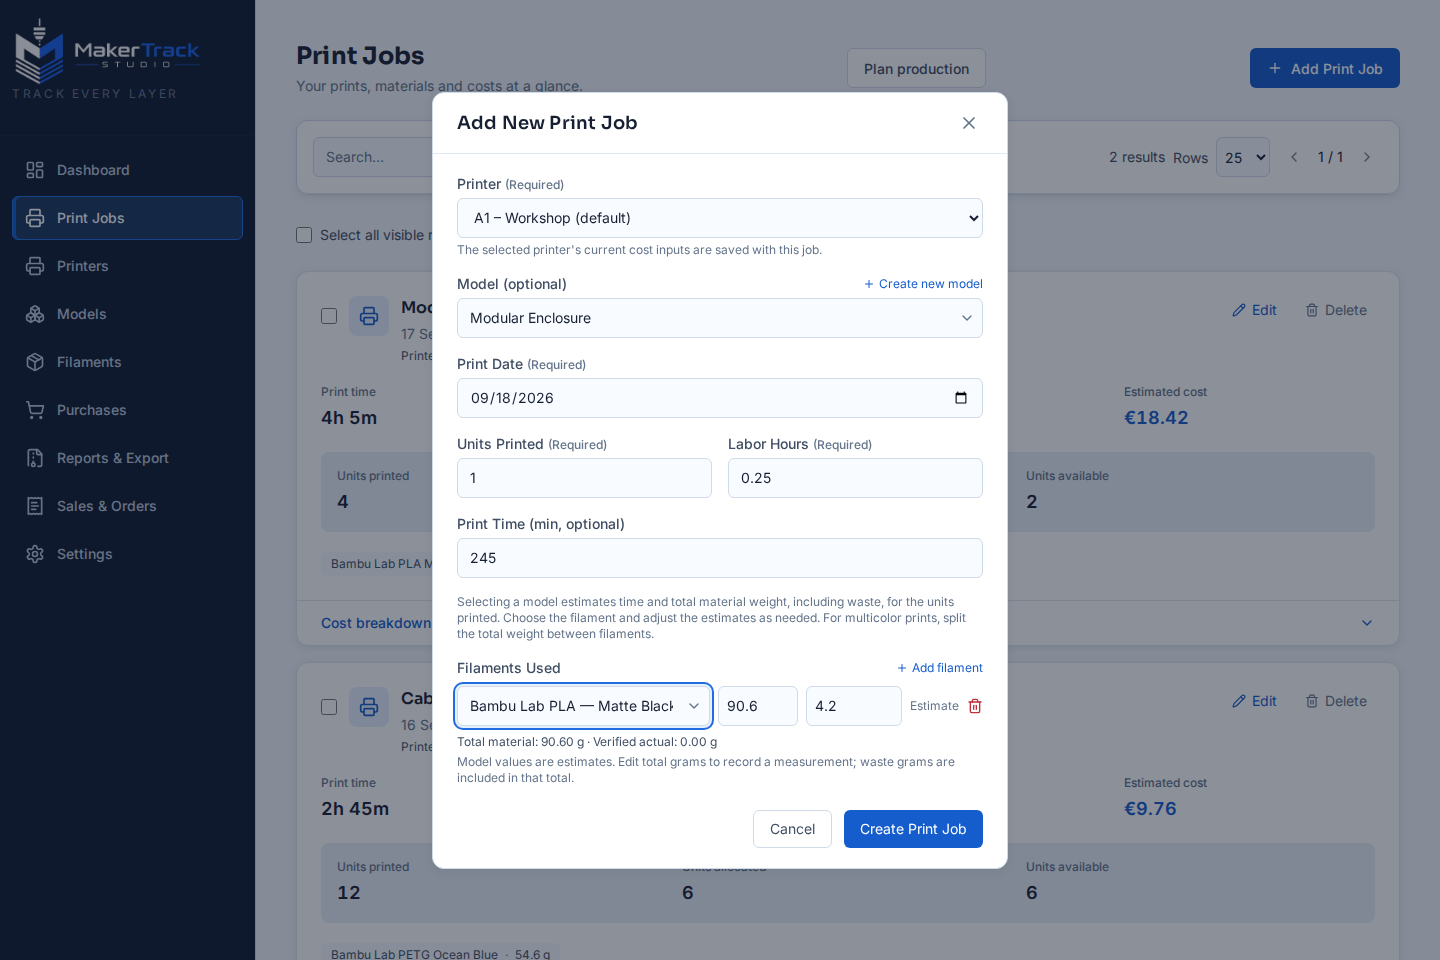 MakerTrack
STUDIO
TRACK EVERY LAYER
Dashboard
Print Jobs
Printers
Models
Filaments
Purchases
Reports & Export
Sales & Orders
Settings
Print Jobs
Your prints, materials and costs at a glance.
Plan production
Add Print Job
Search...
2 results Rows 25 1 / 1
Select all visible
Edit Delete
17 Se
Printe
Print time
4h 5m
Estimated cost
€18.42
Units printed
4
Units available
2
Bambu Lab PLA M
Cost breakdown
Cab
Edit Delete
16 Se
Printe
Print time
2h 45m
Estimated cost
€9.76
Units printed
12
Units allocated
6
Units available
6
Bambu Lab PETG Ocean Blue · 54.6 g
Add New Print Job
Printer (Required)
A1 – Workshop (default)
The selected printer's current cost inputs are saved with this job.
Model (optional)
+ Create new model
Modular Enclosure
Print Date (Required)
09/18/2026
Units Printed (Required)
Labor Hours (Required)
1
0.25
Print Time (min, optional)
245
Selecting a model estimates time and total material weight, including waste, for the units
printed. Choose the filament and adjust the estimates as needed. For multicolor prints, split
the total weight between filaments.
Filaments Used
+ Add filament
Bambu Lab PLA — Matte Black
90.6
4.2
Estimate
Total material: 90.60 g · Verified actual: 0.00 g
Model values are estimates. Edit total grams to record a measurement; waste grams are
included in that total.
Cancel
Create Print Job